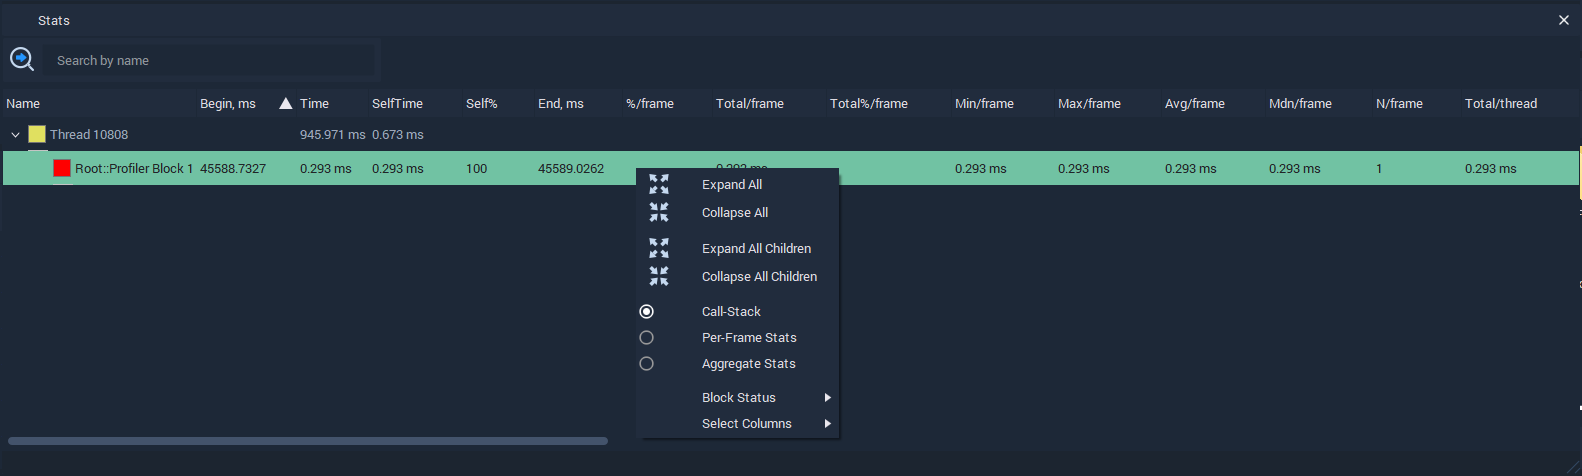 Stats
Search by name
Name Begin, ms Time SelfTime Self% End, ms %/frame Total/frame Total%/frame Min/frame Max/frame Avg/frame Mdn/frame N/frame Total/thread
Thread 10808 945.971 ms 0.673 ms
Root::Profiler Block 1 45588.7327 0.293 ms 0.293 ms 100 45589.0262 0.293 ms 0.293 ms 0.293 ms 0.293 ms 0.293 ms 1 0.293 ms
Expand All
Collapse All
Expand All Children
Collapse All Children
Call-Stack
Per-Frame Stats
Aggregate Stats
Block Status
Select Columns